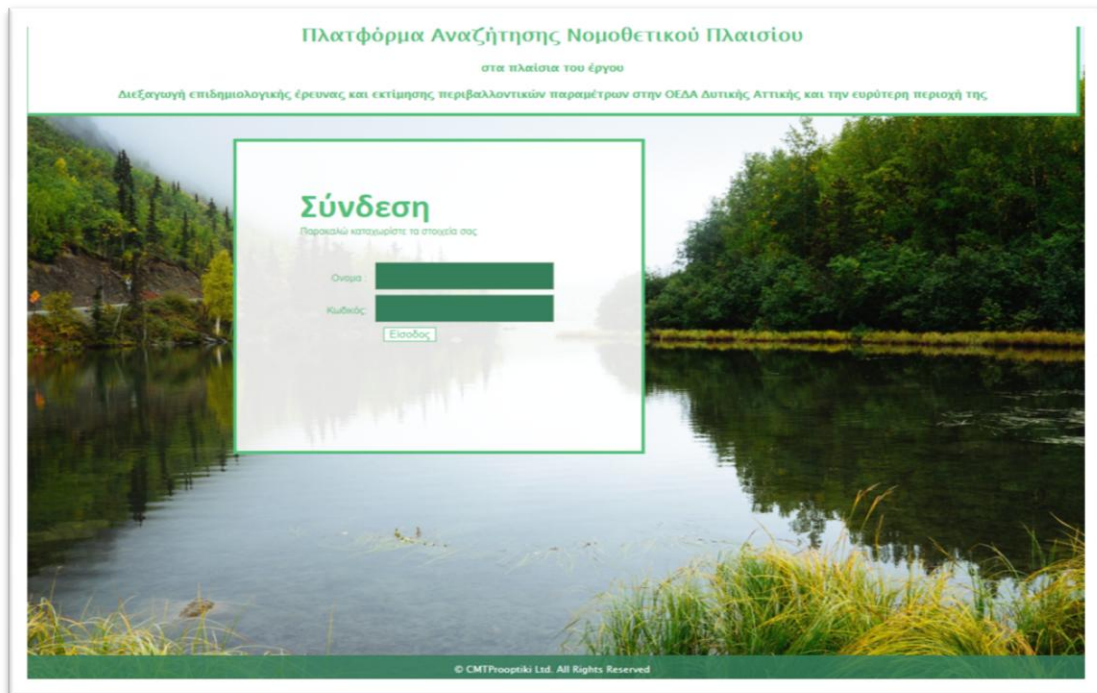 Πλατφόρμα Αναζήτησης Νομοθετικού Πλαισίου
στα πλαίσια του έργου
Διεξαγωγή επιδημιολογικής έρευνας και εκτίμησης περιβαλλοντικών παραμέτρων στην ΟΕΔΑ Δυτικής Αττικής και την ευρύτερη περιοχή της
Σύνδεση
Παρακαλώ καταχωρίστε τα στοιχεία σας
Ονομα :
Κωδικός:
Είσοδος
© CMTProoptiki Ltd. All Rights Reserved